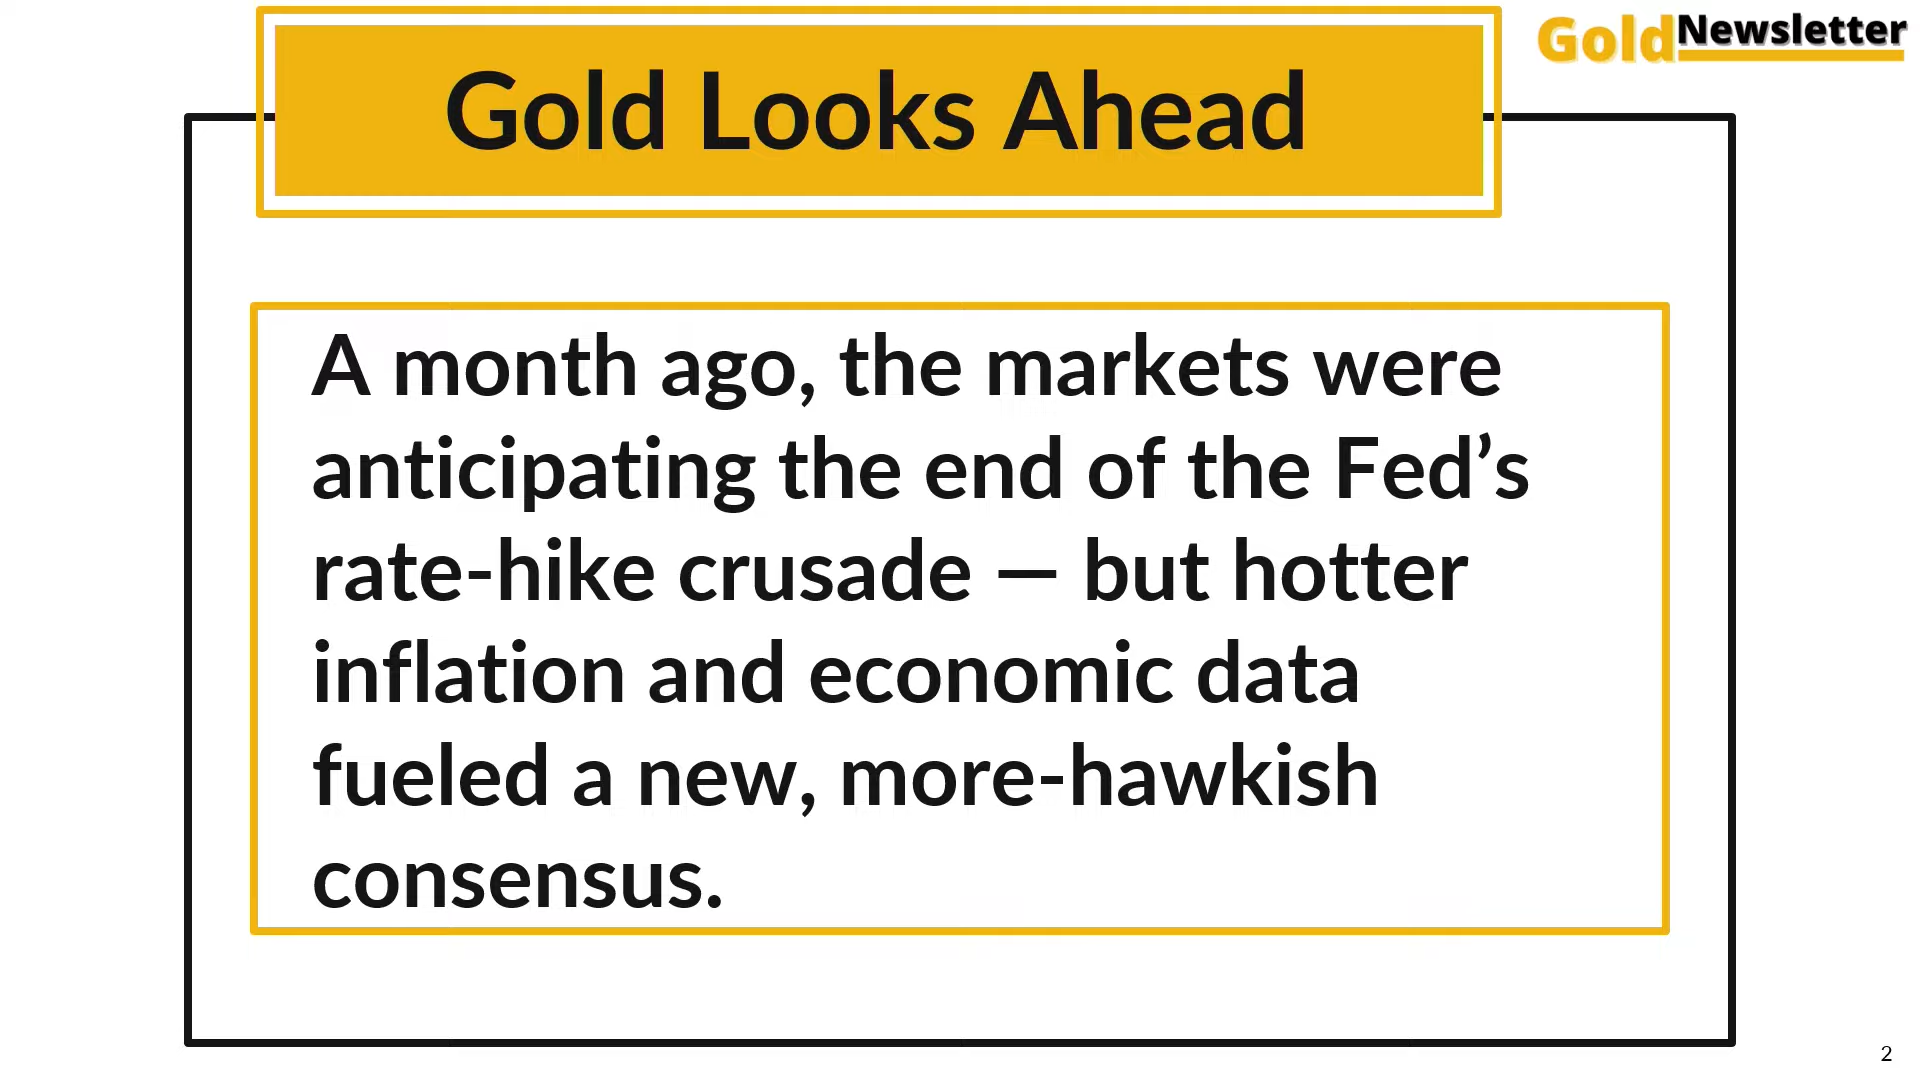 GoldNewsletter
Gold Looks Ahead
A month ago, the markets were
anticipating the end of the Fed’s
rate-hike crusade — but hotter
inflation and economic data
fueled a new, more-hawkish
consensus.
2